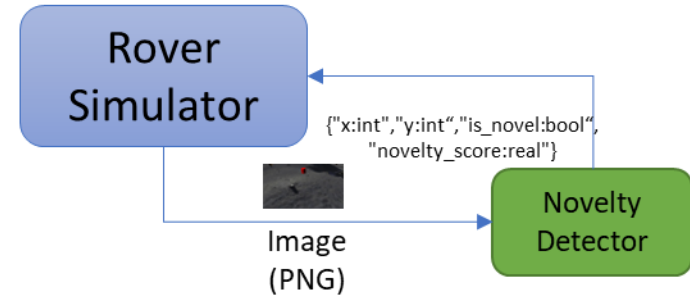 Rover
Simulator
{"x:int","y:int“,"is_novel:bool“,
"novelty_score:real"}
Image
(PNG)
Novelty
Detector